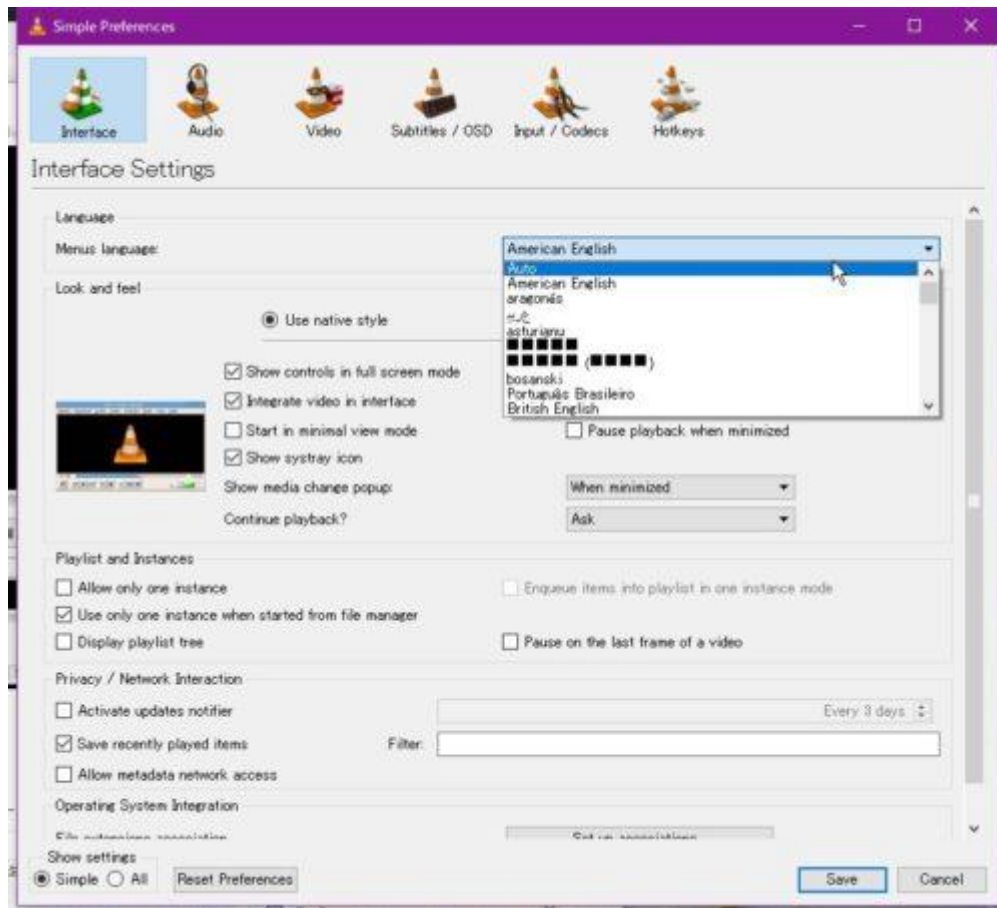 Simple Preferences
Interface Audio Video Subtitles / OSD Input / Codecs Hotkeys
Interface Settings
Language
Menus language: American English
Auto
American English
aragonés
asturianu
■■■■■
■■■■■ (■■■■)
bosanski
Português Brasileiro
British English
Look and feel
Use native style
Show controls in full screen mode
Integrate video in interface
Start in minimal view mode Pause playback when minimized
Show systray icon
Show media change popup: When minimized
Continue playback? Ask
Playlist and Instances
Allow only one instance Enqueue items into playlist in one instance mode
Use only one instance when started from file manager
Display playlist tree Pause on the last frame of a video
Privacy / Network Interaction
Activate updates notifier Every 3 days
Save recently played items Filter:
Allow metadata network access
Operating System Integration
File extensions association Set up associations
Show settings
Simple All Reset Preferences Save Cancel